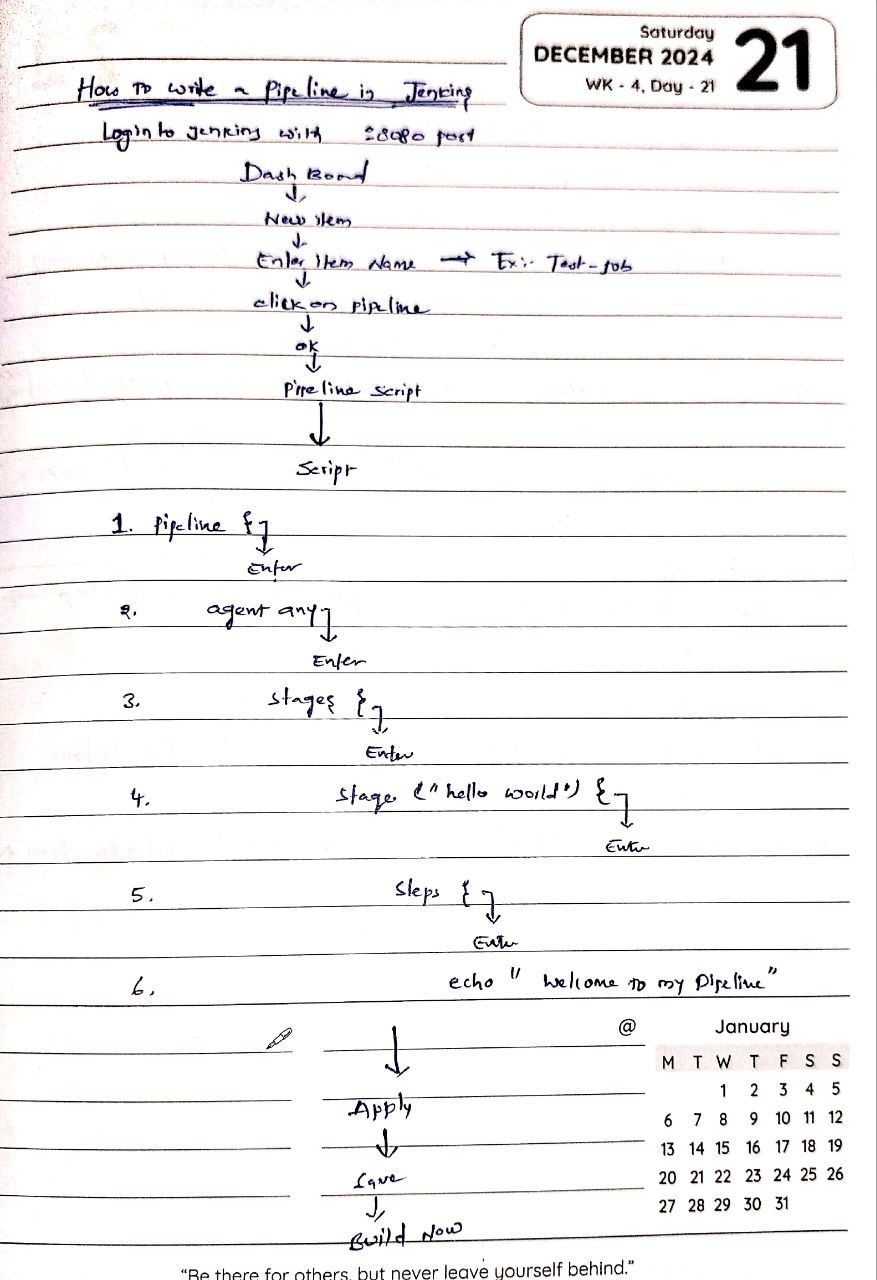 Saturday
DECEMBER 2024
21
WK - 4, Day - 21
How To write a Pipeline in Jenkins
Login to Jenkins with :8080 port
Dash Board
↓
New item
↓
Enter item Name → Ex:- Test-job
↓
click on pipeline
↓
ok
↓
Pipeline script
↓
Script
1. pipeline {
Enter
2. agent any
Enter
3. stages {
Enter
4. stage ("hello world") {
Enter
5. steps {
Enter
6. echo " Welcome to my Pipeline"
↓
Apply
↓
Save
↓
Build Now
@
January
M T W T F S S
1 2 3 4 5
6 7 8 9 10 11 12
13 14 15 16 17 18 19
20 21 22 23 24 25 26
27 28 29 30 31
"Be there for others, but never leave yourself behind."